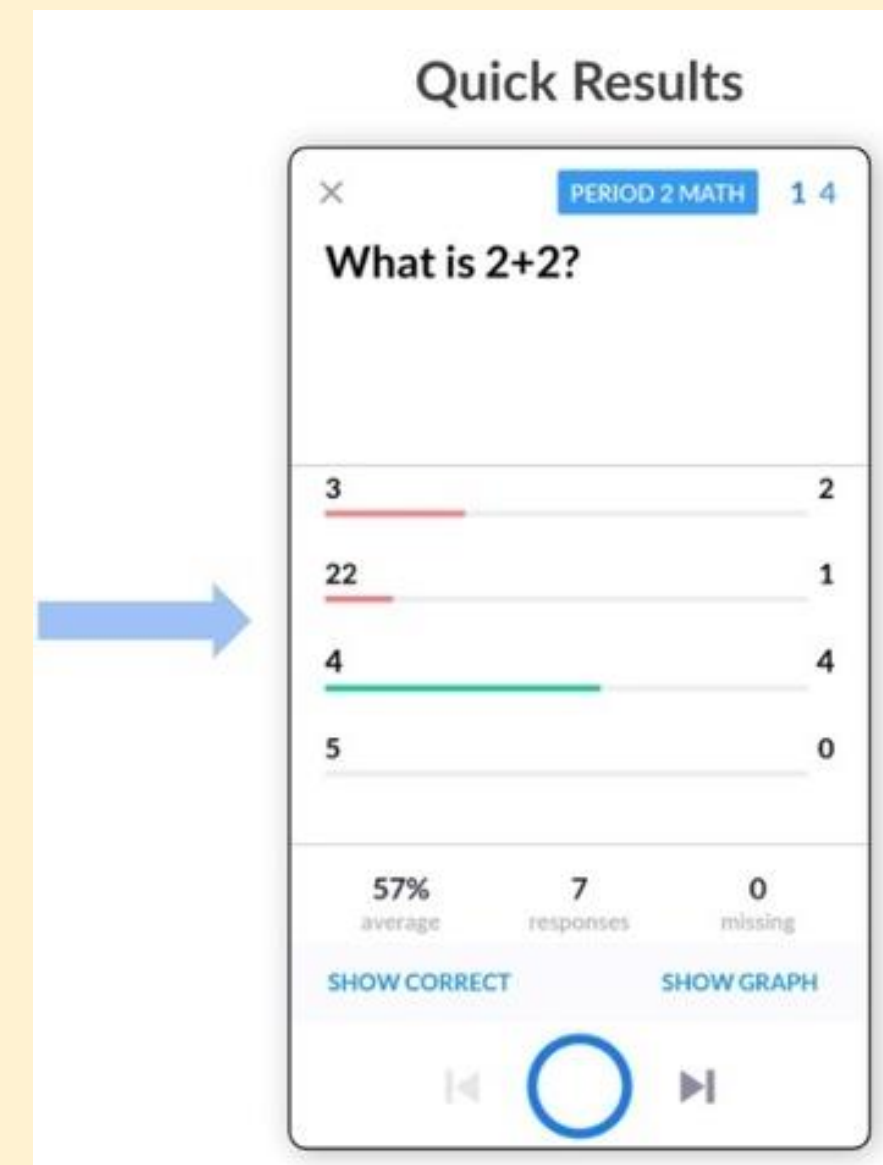 Quick Results
PERIOD 2 MATH 1 4
What is 2+2?
3 2
22 1
4 4
5 0
57% 7 0
average responses missing
SHOW CORRECT SHOW GRAPH